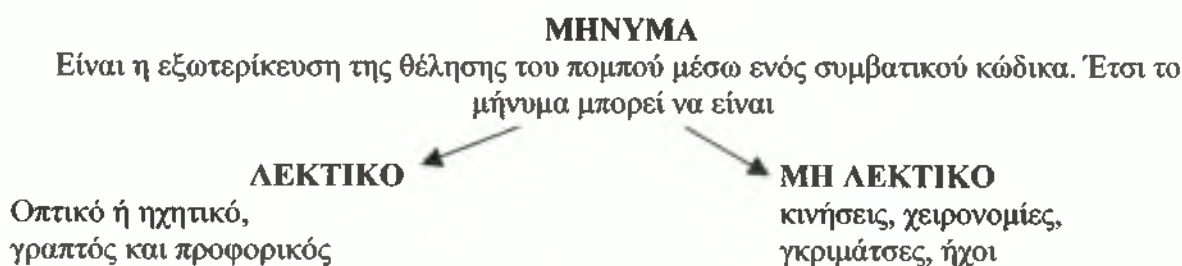 ΜΗΝΥΜΑ
Είναι η εξωτερίκευση της θέλησης του πομπού μέσω ενός συμβατικού κώδικα. Έτσι το
μήνυμα μπορεί να είναι
ΛΕΚΤΙΚΟ
Οπτικό ή ηχητικό,
γραπτός και προφορικός
ΜΗ ΛΕΚΤΙΚΟ
κινήσεις, χειρονομίες,
γκριμάτσες, ήχοι